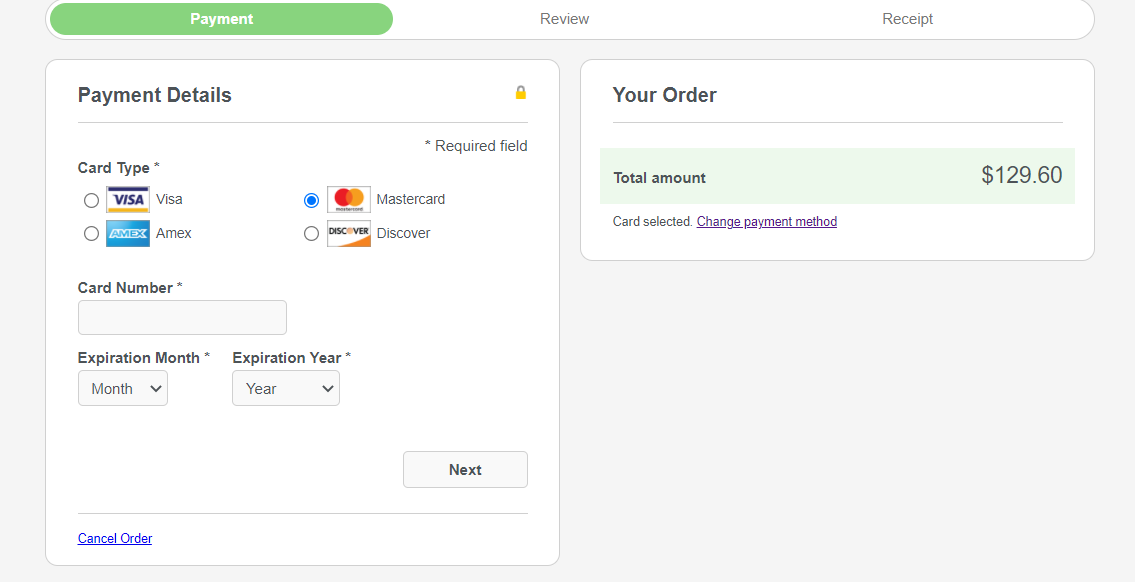 Payment
Review
Receipt
Payment Details
* Required field
Card Type *
VISA Visa
mastercard Mastercard
AMEX Amex
DISCOVER Discover
Card Number *
Expiration Month *
Expiration Year *
Month
Year
Next
Cancel Order
Your Order
Total amount $129.60
Card selected. Change payment method